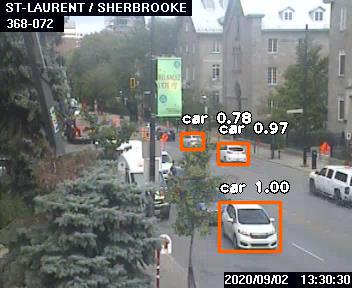 ST-LAURENT / SHERBROOKE
368-072
car 0.78
car 0.97
car 1.00
2020/09/02 13:30:30